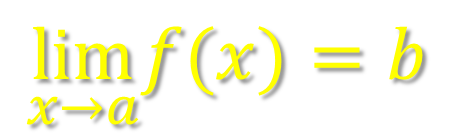 lim f(x) = b
x→a